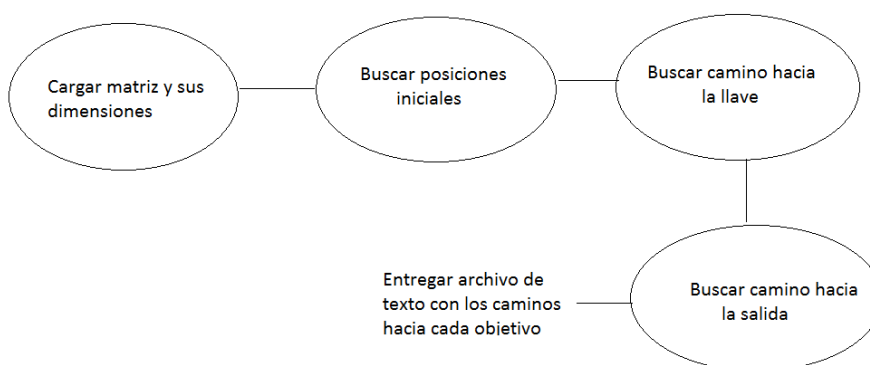 Cargar matriz y sus
dimensiones
Buscar posiciones
iniciales
Buscar camino hacia
la llave
Buscar camino hacia
la salida
Entregar archivo de
texto con los caminos
hacia cada objetivo